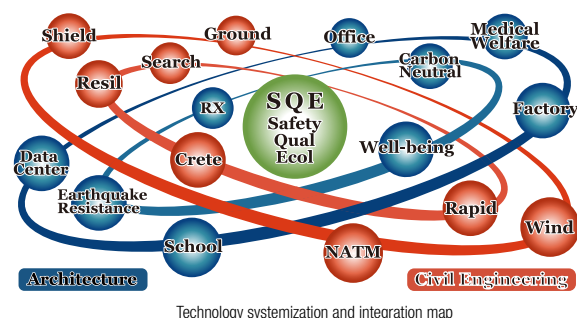 Shield
Ground
Office
Medical
Welfare
Search
Carbon
Neutral
Resil
RX
SQE
Safety
Qual
Ecol
Factory
Data
Center
Crete
Well-being
Earthquake
Resistance
Rapid
School
NATM
Wind
Architecture
Civil Engineering
Technology systemization and integration map